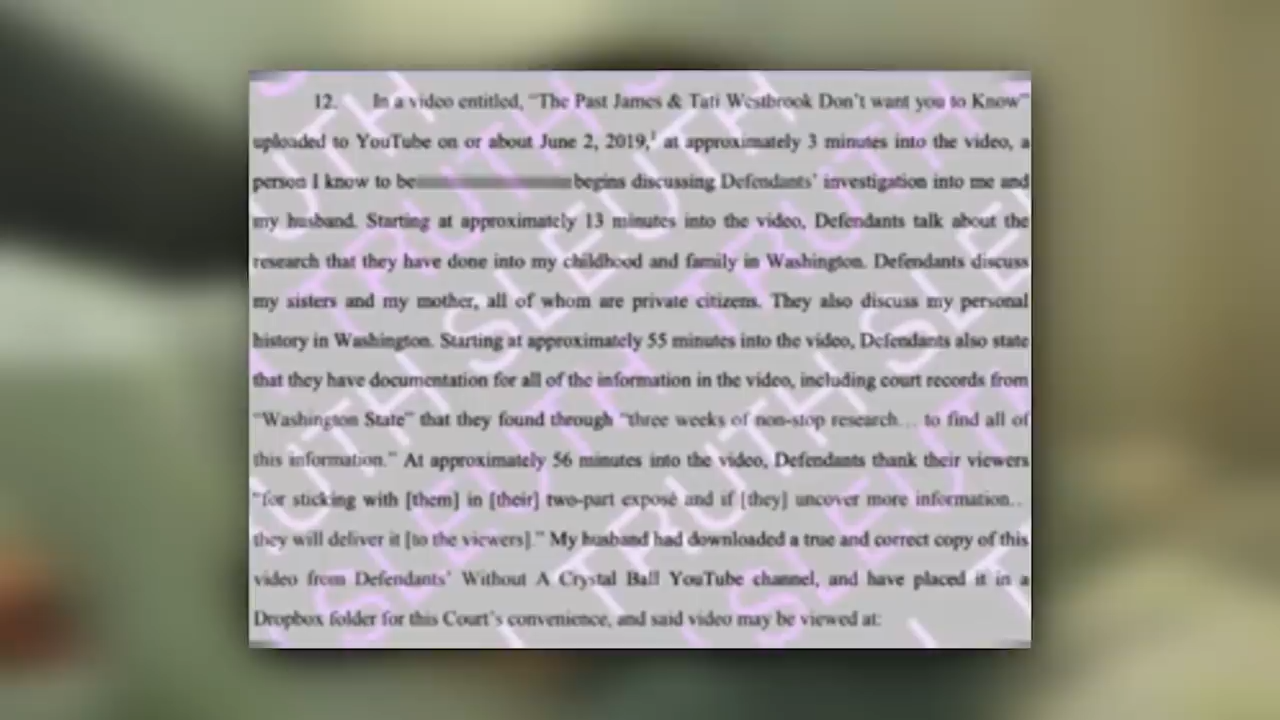 12. In a video entitled, “The Past James & Tati Westbrook Don’t want you to Know”
uploaded to YouTube on or about June 2, 2019,¹ at approximately 3 minutes into the video, a
person I know to be begins discussing Defendants’ investigation into me and
my husband. Starting at approximately 13 minutes into the video, Defendants talk about the
research that they have done into my childhood and family in Washington. Defendants discuss
my sisters and my mother, all of whom are private citizens. They also discuss my personal
history in Washington. Starting at approximately 55 minutes into the video, Defendants also state
that they have documentation for all of the information in the video, including court records from
“Washington State” that they found through “three weeks of non-stop research… to find all of
this information.” At approximately 56 minutes into the video, Defendants thank their viewers
“for sticking with [them] in [their] two-part exposé and if [they] uncover more information…
they will deliver it [to the viewers].” My husband had downloaded a true and correct copy of this
video from Defendants’ Without A Crystal Ball YouTube channel, and have placed it in a
Dropbox folder for this Court’s convenience, and said video may be viewed at:
TRUTH SLEUTH